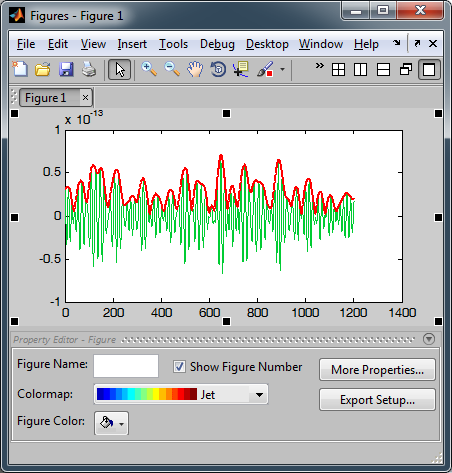 Figures - Figure 1
File Edit View Insert Tools Debug Desktop Window Help
Figure 1
x 10^-13
1
0.5
0
-0.5
-1
0 200 400 600 800 1000 1200 1400
Property Editor - Figure
Figure Name:
Show Figure Number
More Properties...
Colormap:
Jet
Export Setup...
Figure Color: